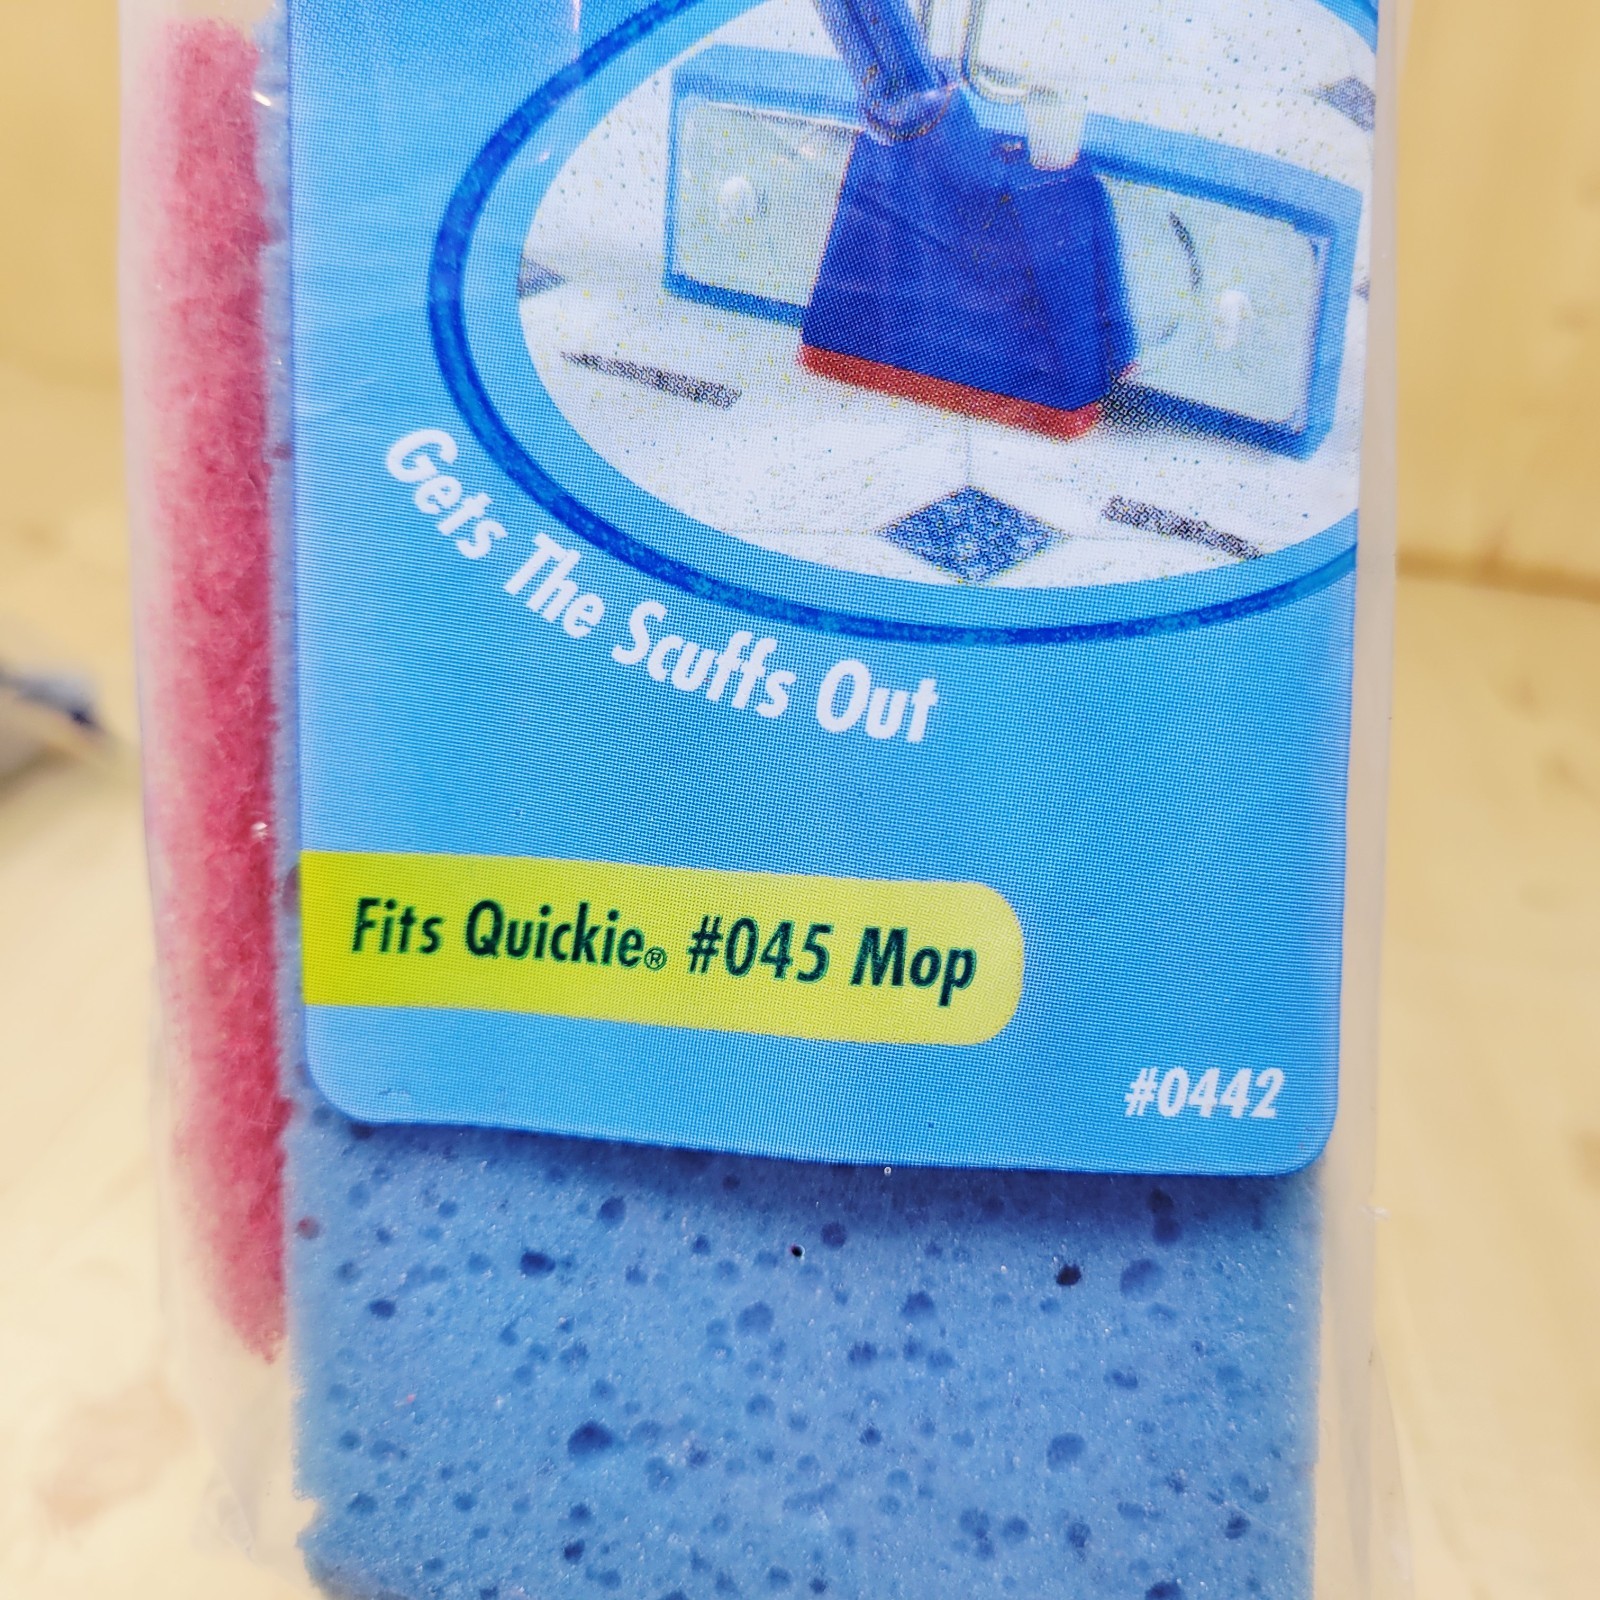 Gets The Scuffs Out
Fits Quickie® #045 Mop
#0442